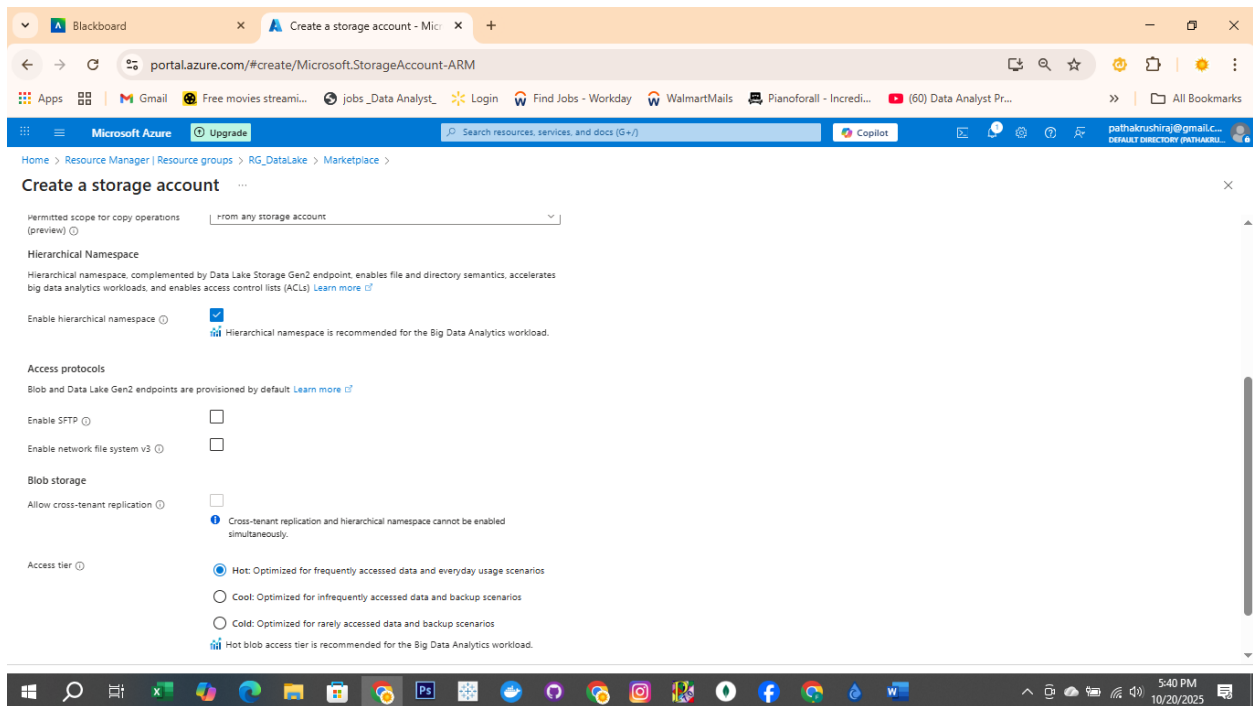 Blackboard
Create a storage account - Micr
portal.azure.com/#create/Microsoft.StorageAccount-ARM
Apps
Gmail
Free movies streami...
jobs _Data Analyst_
Login
Find Jobs - Workday
WalmartMails
Pianoforall - Incredi...
(60) Data Analyst Pr...
»
All Bookmarks
Microsoft Azure
Upgrade
Search resources, services, and docs (G+/)
Copilot
1
pathakrushiraj@gmail.c...
DEFAULT DIRECTORY (PATHAKRU...
Home > Resource Manager | Resource groups > RG_DataLake > Marketplace >
Create a storage account ...
Permitted scope for copy operations
(preview)
From any storage account
Hierarchical Namespace
Hierarchical namespace, complemented by Data Lake Storage Gen2 endpoint, enables file and directory semantics, accelerates
big data analytics workloads, and enables access control lists (ACLs) Learn more
Enable hierarchical namespace
Hierarchical namespace is recommended for the Big Data Analytics workload.
Access protocols
Blob and Data Lake Gen2 endpoints are provisioned by default Learn more
Enable SFTP
Enable network file system v3
Blob storage
Allow cross-tenant replication
Cross-tenant replication and hierarchical namespace cannot be enabled
simultaneously.
Access tier
Hot: Optimized for frequently accessed data and everyday usage scenarios
Cool: Optimized for infrequently accessed data and backup scenarios
Cold: Optimized for rarely accessed data and backup scenarios
Hot blob access tier is recommended for the Big Data Analytics workload.
Ps
5:40 PM
10/20/2025